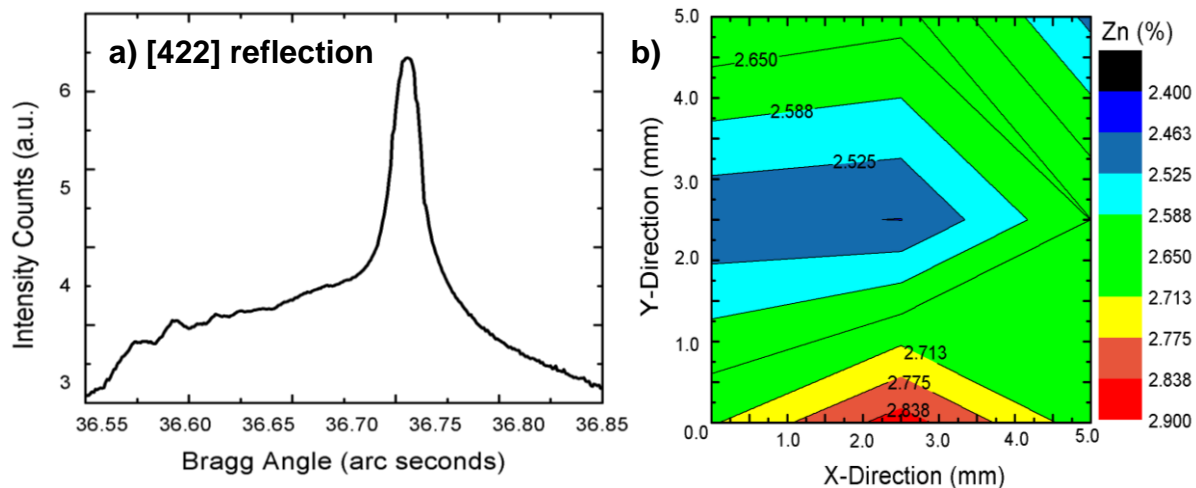 a) [422] reflection
Intensity Counts (a.u.)
6
5
4
3
36.55 36.60 36.65 36.70 36.75 36.80 36.85
Bragg Angle (arc seconds)
b)
Y-Direction (mm)
5.0
4.0
3.0
2.0
1.0
0.0
1.0 2.0 3.0 4.0 5.0
X-Direction (mm)
2.650
2.588
2.525
2.713
2.775
2.838
Zn (%)
2.400
2.463
2.525
2.588
2.650
2.713
2.775
2.838
2.900